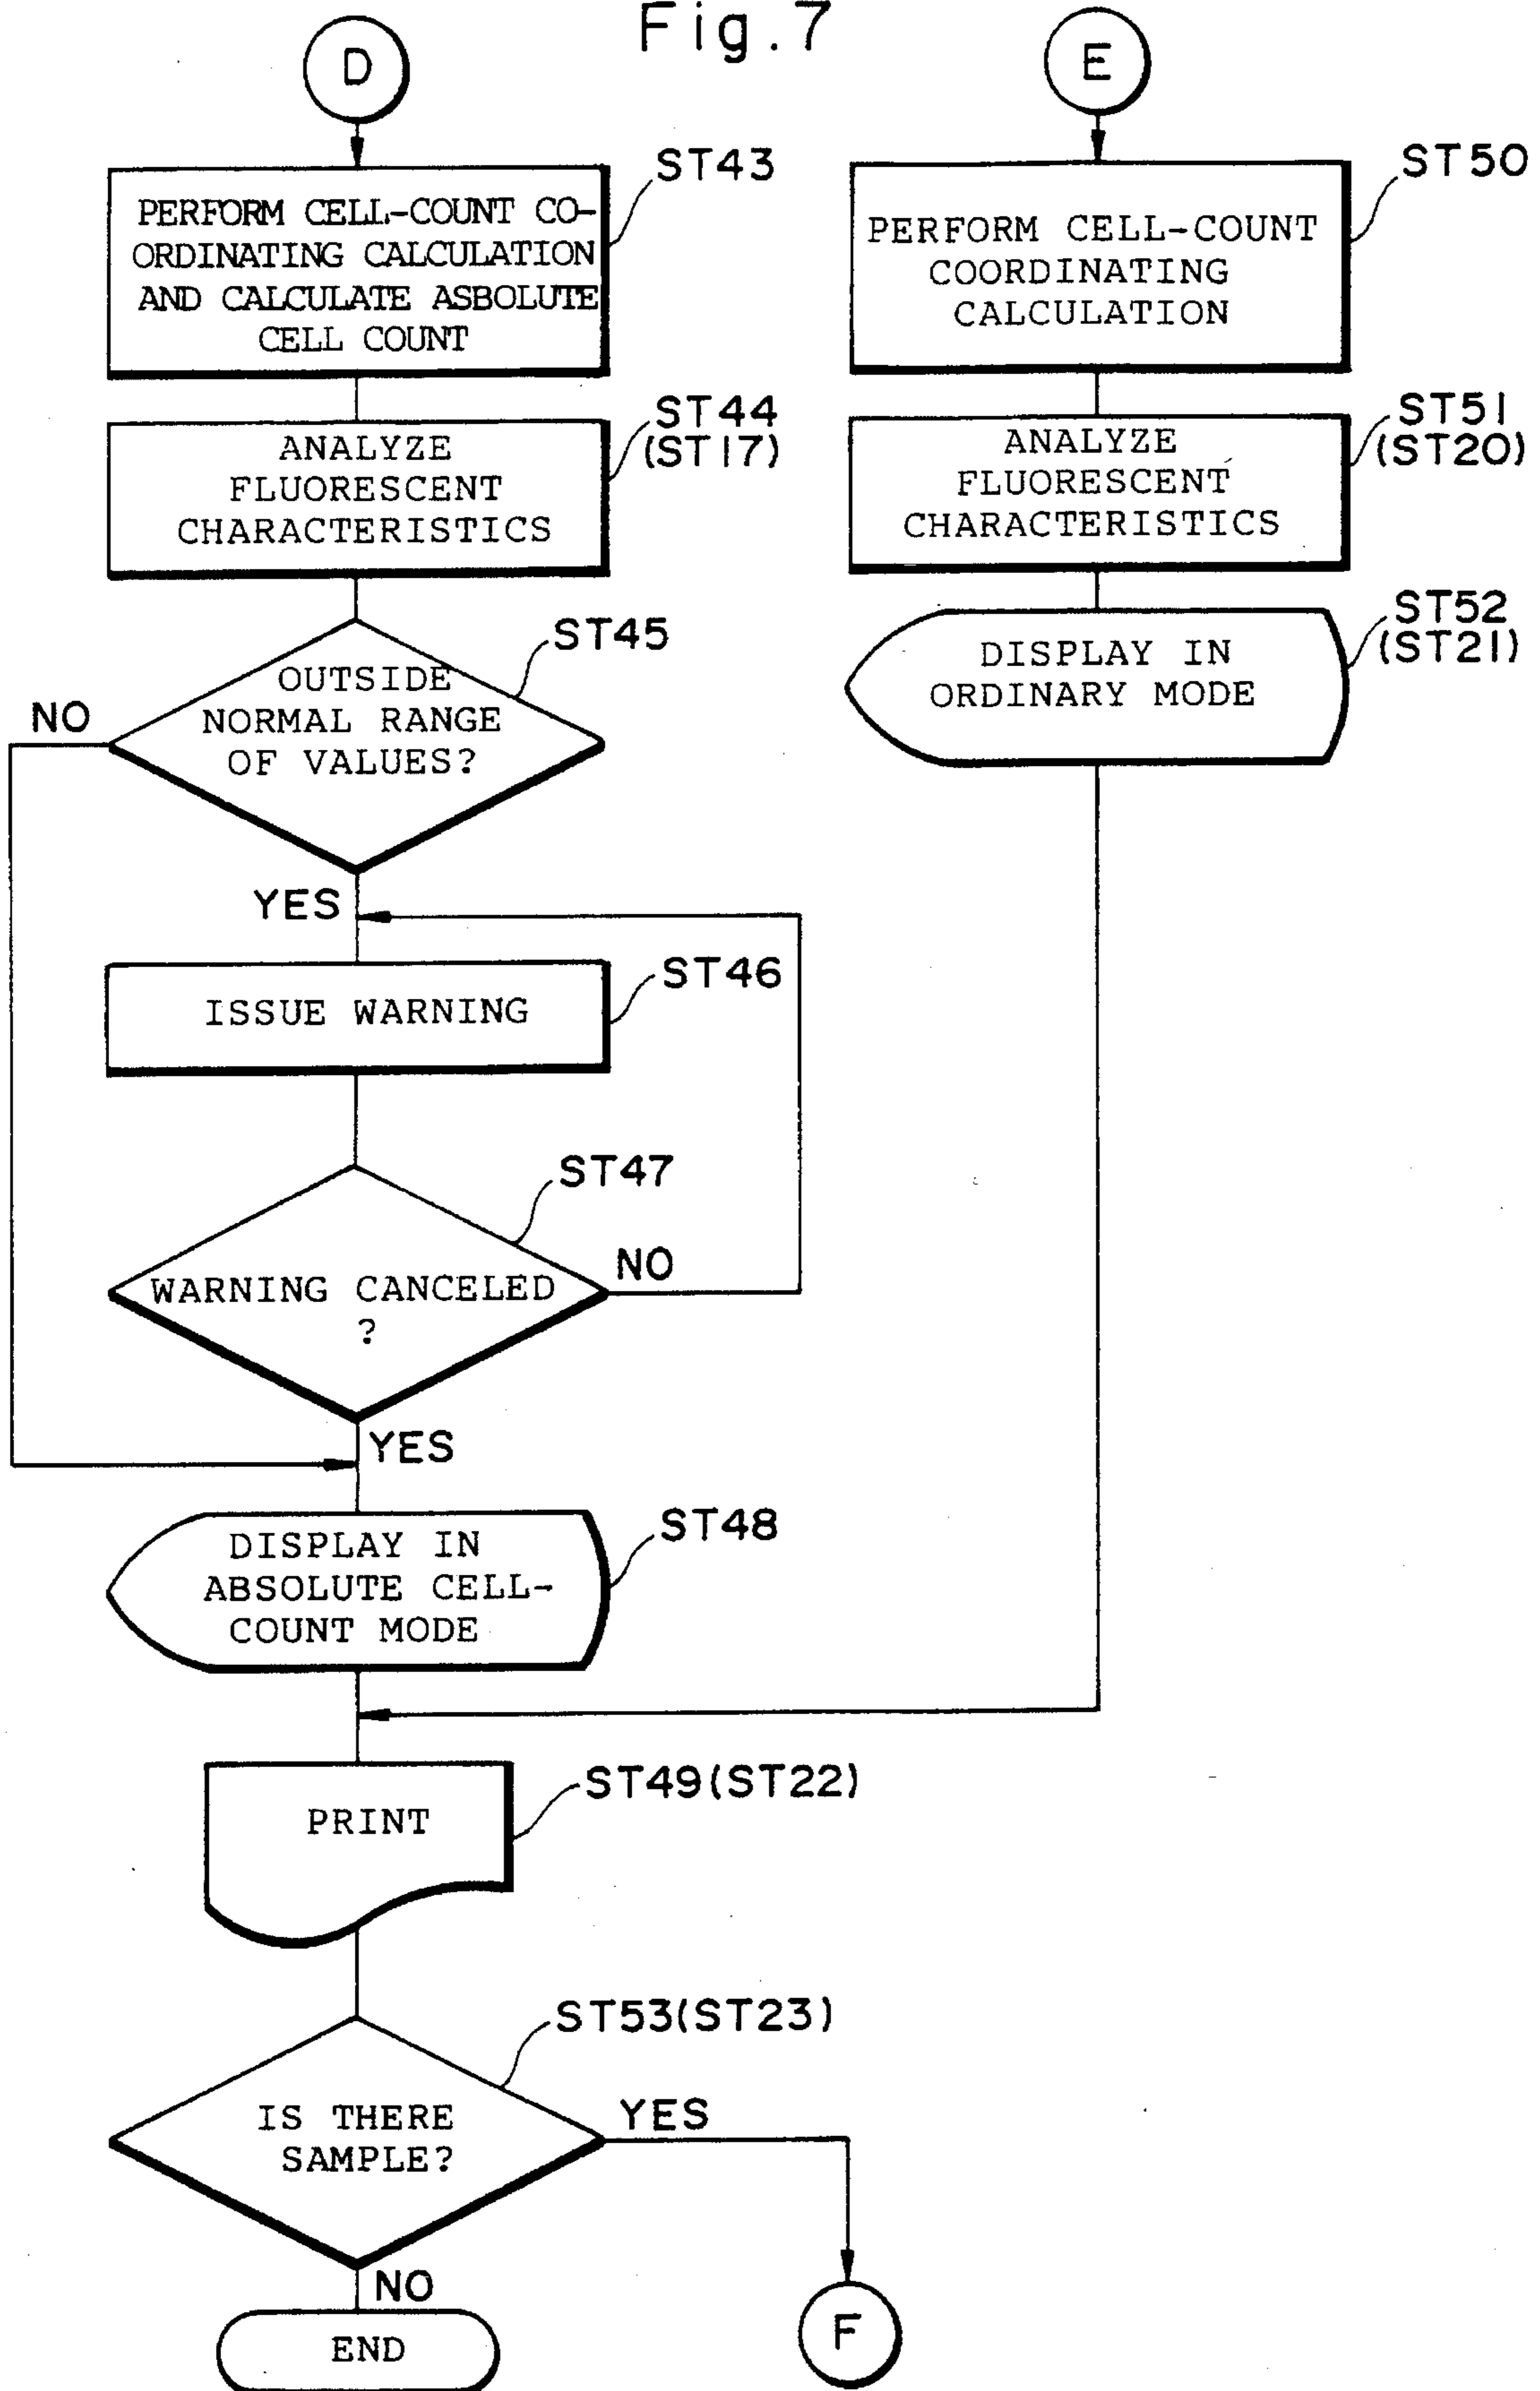 Fig.7
D
ST43
PERFORM CELL-COUNT CO-
ORDINATING CALCULATION
AND CALCULATE ASBOLUTE
CELL COUNT
ST44
(ST17)
ANALYZE
FLUORESCENT
CHARACTERISTICS
ST45
OUTSIDE
NORMAL RANGE
OF VALUES?
NO
YES
ST46
ISSUE WARNING
ST47
WARNING CANCELED
?
NO
YES
ST48
DISPLAY IN
ABSOLUTE CELL-
COUNT MODE
ST49(ST22)
PRINT
ST53(ST23)
IS THERE
SAMPLE?
YES
NO
END
F
E
ST50
PERFORM CELL-COUNT
COORDINATING
CALCULATION
ST51
(ST20)
ANALYZE
FLUORESCENT
CHARACTERISTICS
ST52
(ST21)
DISPLAY IN
ORDINARY MODE